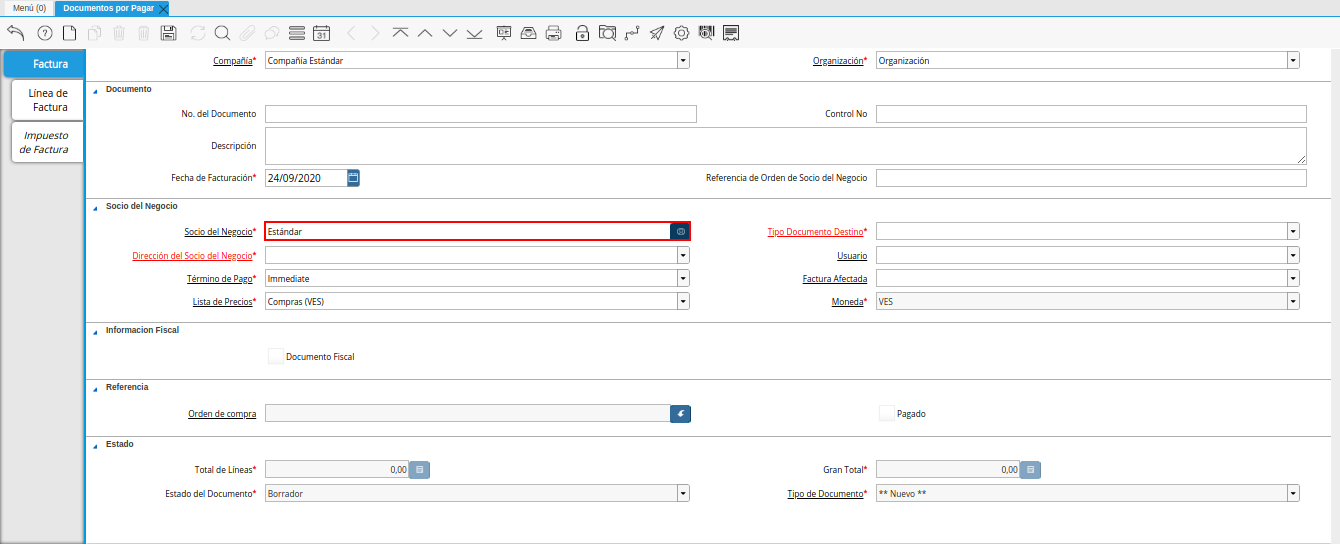 Menú (0)
Documentos por Pagar
31
Factura
Línea de
Factura
Impuesto
de Factura
Compañía* Compañía Estándar
Organización* Organización
Documento
No. del Documento
Control No
Descripción
Fecha de Facturación* 24/09/2020
Referencia de Orden de Socio del Negocio
Socio del Negocio
Socio del Negocio* Estándar
Tipo Documento Destino*
Dirección del Socio del Negocio*
Usuario
Término de Pago* Immediate
Factura Afectada
Lista de Precios* Compras (VES)
Moneda* VES
Informacion Fiscal
Documento Fiscal
Referencia
Orden de compra
Pagado
Estado
Total de Líneas* 0,00
Gran Total* 0,00
Estado del Documento* Borrador
Tipo de Documento* ** Nuevo **